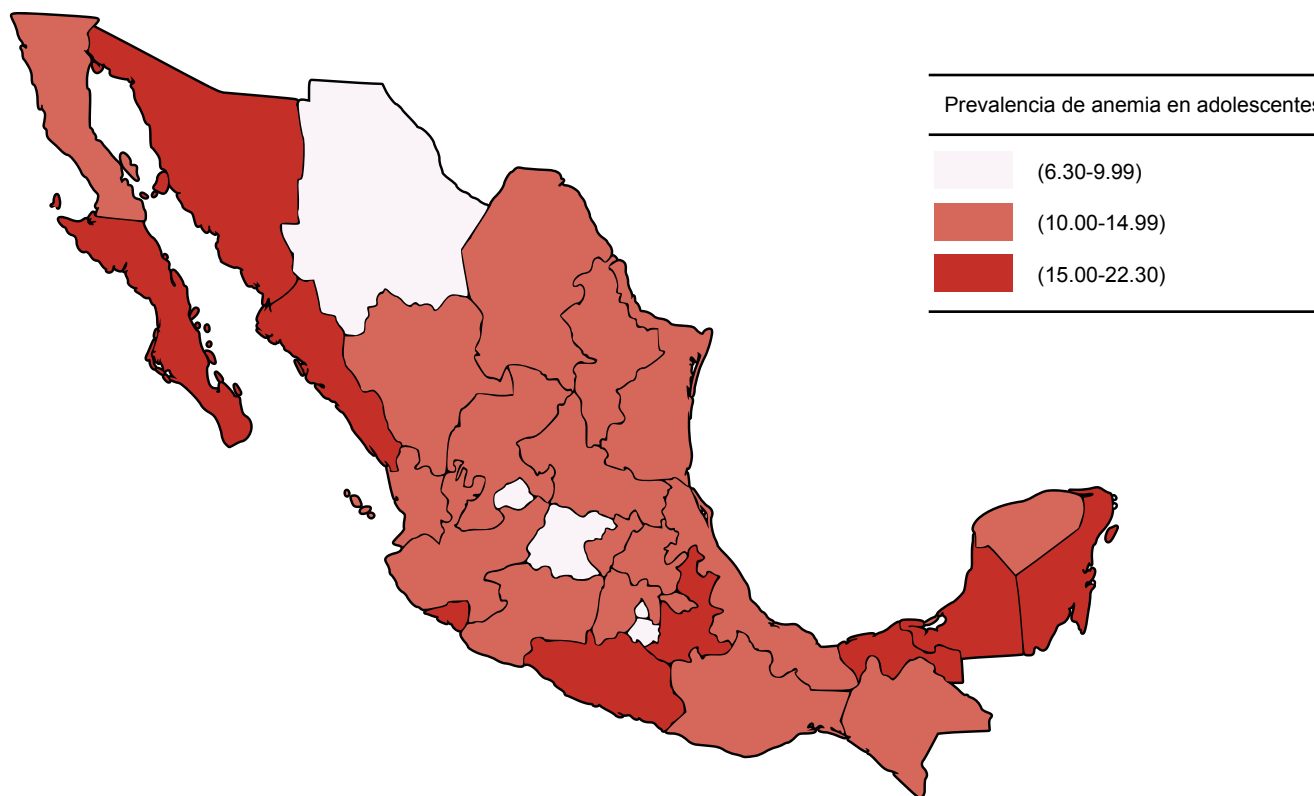 Prevalencia de anemia en adolescentes
(6.30-9.99)
(10.00-14.99)
(15.00-22.30)